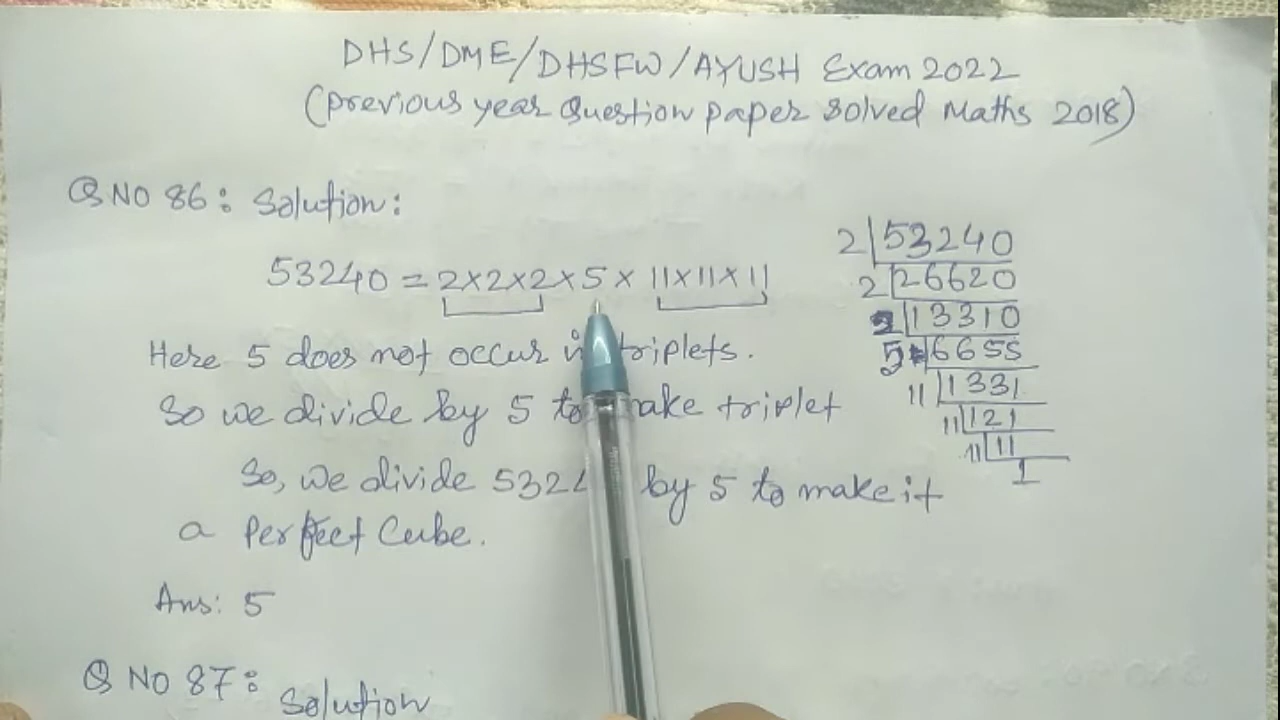 DHS/DME/DHSFW/AYUSH Exam 2022
(Previous year Question paper solved Maths 2018)
Q NO 86: Solution:
53240 = 2×2×2×5×11×11×11
Here 5 does not occur in triplets.
So we divide by 5 to make triplet
So, we divide 5324 by 5 to make it
a Perfect Cube.
Ans: 5
2 53240
2 26620
2 13310
5 6655
11 1331
11 121
11 11
1
Q NO 87: Solution